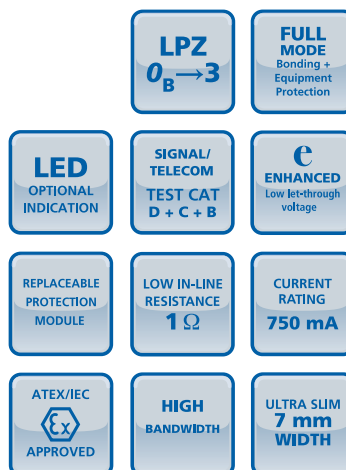 LPZ
0B→3
FULL
MODE
Bonding +
Equipment
Protection
LED
OPTIONAL
INDICATION
SIGNAL/
TELECOM
TEST CAT
D + C + B
e
ENHANCED
Low let-through
voltage
REPLACEABLE
PROTECTION
MODULE
LOW IN-LINE
RESISTANCE
1 Ω
CURRENT
RATING
750 mA
ATEX/IEC
Ex
APPROVED
HIGH
BANDWIDTH
ULTRA SLIM
7 mm
WIDTH